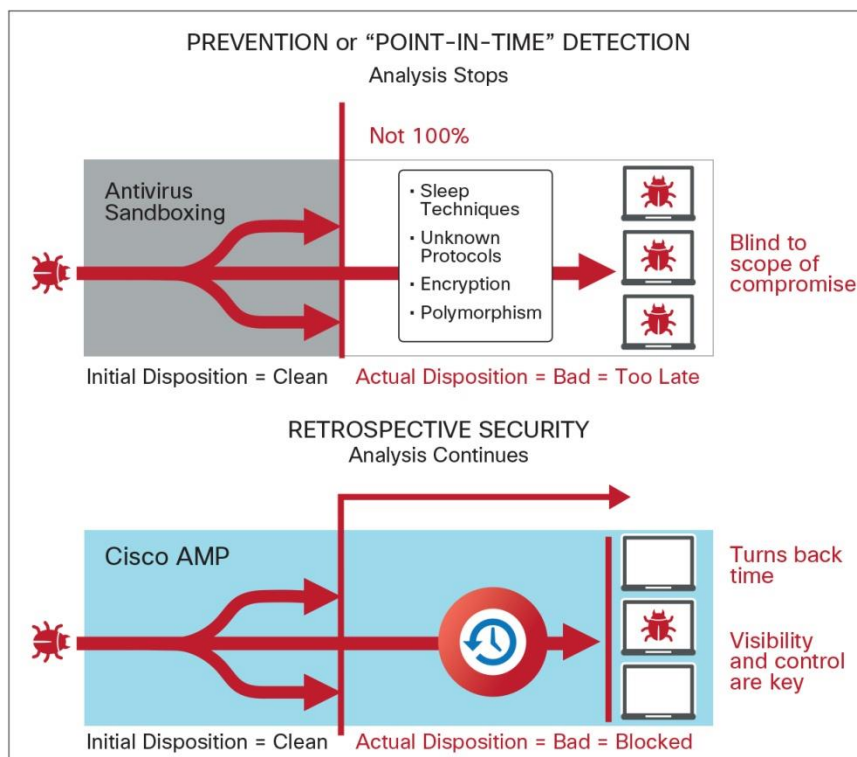 PREVENTION or “POINT-IN-TIME” DETECTION
Analysis Stops
Not 100%
Antivirus
Sandboxing
· Sleep
Techniques
· Unknown
Protocols
· Encryption
· Polymorphism
Blind to
scope of
compromise
Initial Disposition = Clean
Actual Disposition = Bad = Too Late
RETROSPECTIVE SECURITY
Analysis Continues
Cisco AMP
Turns back
time
Visibility
and control
are key
Initial Disposition = Clean
Actual Disposition = Bad = Blocked